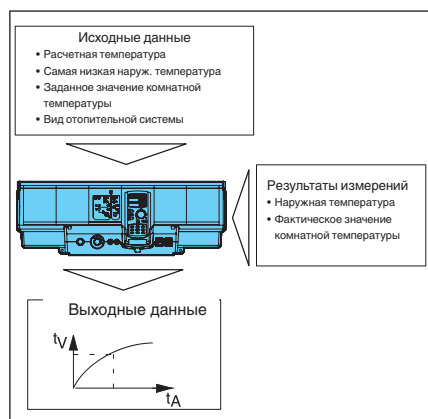 Исходные данные
• Расчетная температура
• Самая низкая наруж. температура
• Заданное значение комнатной
температуры
• Вид отопительной системы
Результаты измерений
• Наружная температура
• Фактическое значение
комнатной температуры
Выходные данные
tV
tA